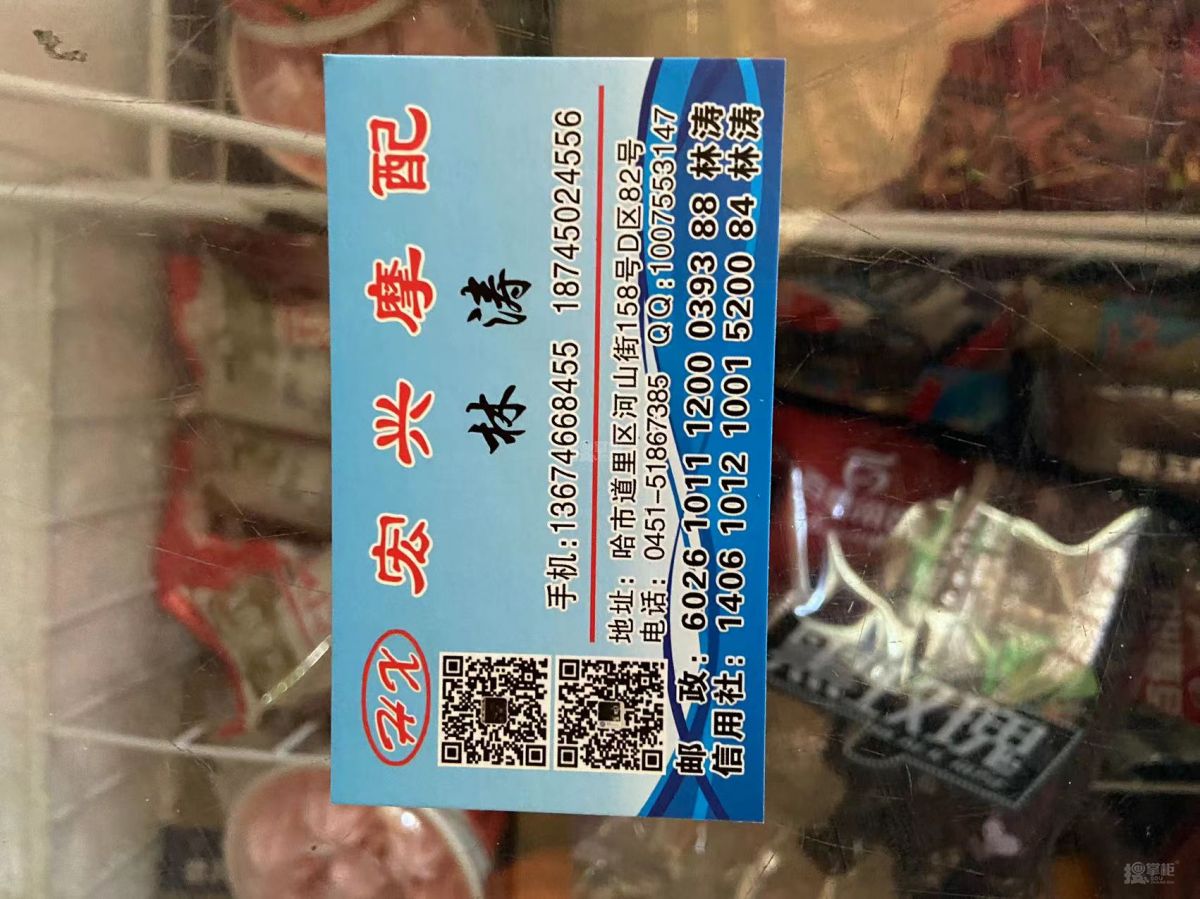 宏兴摩配
林涛
手机:13674668455 18745024556
地址：哈市道里区河山街158号D区82号
电话：0451-51867385 QQ:1007553147
邮政：6026 1011 1200 0393 88 林涛
信用社：1406 1012 1001 5200 84 林涛
掌柜